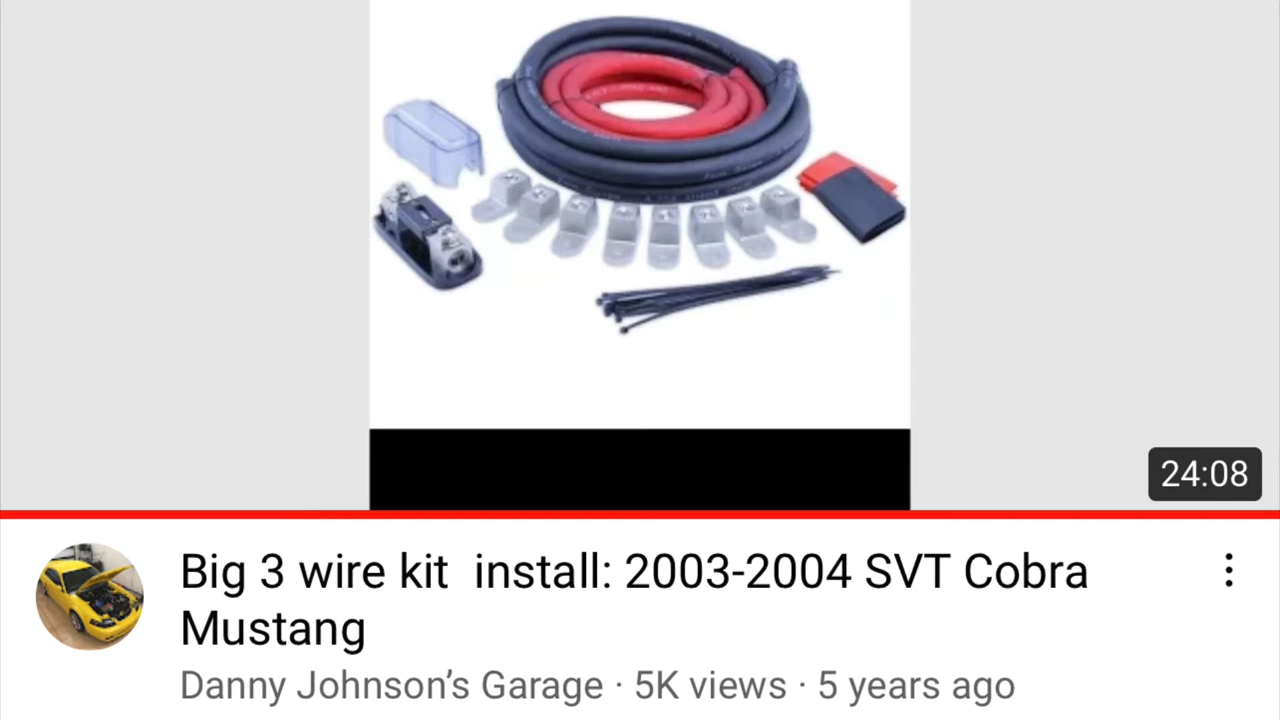 24:08
Big 3 wire kit  install: 2003-2004 SVT Cobra
Mustang
Danny Johnson’s Garage · 5K views · 5 years ago